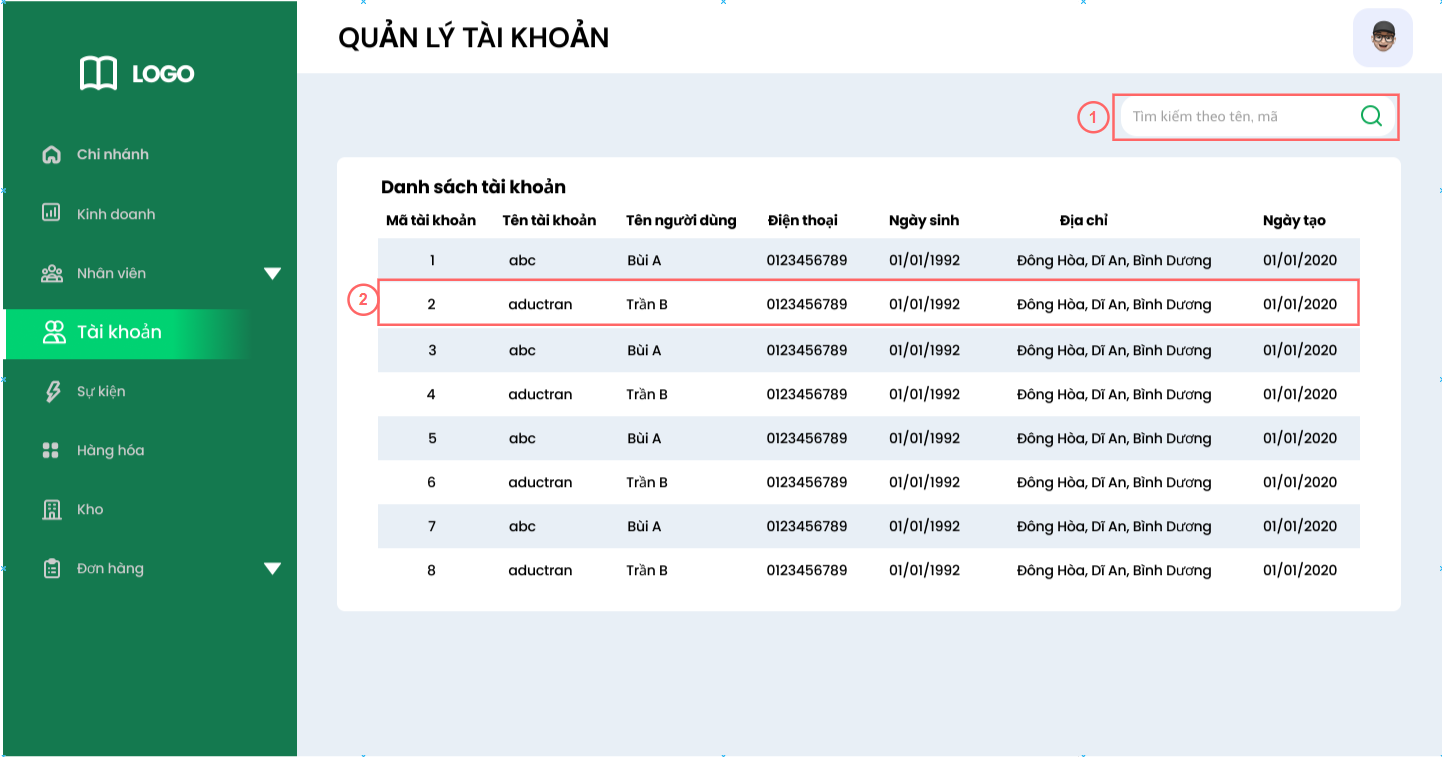 QUẢN LÝ TÀI KHOẢN
LOGO
Chi nhánh
Kinh doanh
Nhân viên
Tài khoản
Sự kiện
Hàng hóa
Kho
Đơn hàng
1 Tìm kiếm theo tên, mã
Danh sách tài khoản
Mã tài khoản Tên tài khoản Tên người dùng Điện thoại Ngày sinh Địa chỉ Ngày tạo
1 abc Bùi A 0123456789 01/01/1992 Đông Hòa, Dĩ An, Bình Dương 01/01/2020
2 2 aductran Trần B 0123456789 01/01/1992 Đông Hòa, Dĩ An, Bình Dương 01/01/2020
3 abc Bùi A 0123456789 01/01/1992 Đông Hòa, Dĩ An, Bình Dương 01/01/2020
4 aductran Trần B 0123456789 01/01/1992 Đông Hòa, Dĩ An, Bình Dương 01/01/2020
5 abc Bùi A 0123456789 01/01/1992 Đông Hòa, Dĩ An, Bình Dương 01/01/2020
6 aductran Trần B 0123456789 01/01/1992 Đông Hòa, Dĩ An, Bình Dương 01/01/2020
7 abc Bùi A 0123456789 01/01/1992 Đông Hòa, Dĩ An, Bình Dương 01/01/2020
8 aductran Trần B 0123456789 01/01/1992 Đông Hòa, Dĩ An, Bình Dương 01/01/2020